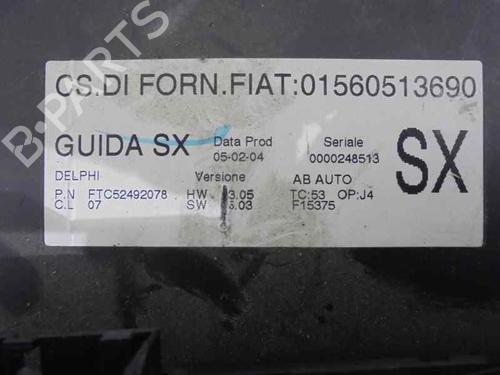 CS.DI FORN.FIAT:01560513690
GUIDA SX Data Prod Seriale SX
05-02-04 0000248513
DELPHI Versione AB AUTO
P.N FTC52492078 HW TC:53 OP:J4
C.L 07 SW F15375
B-PARTS